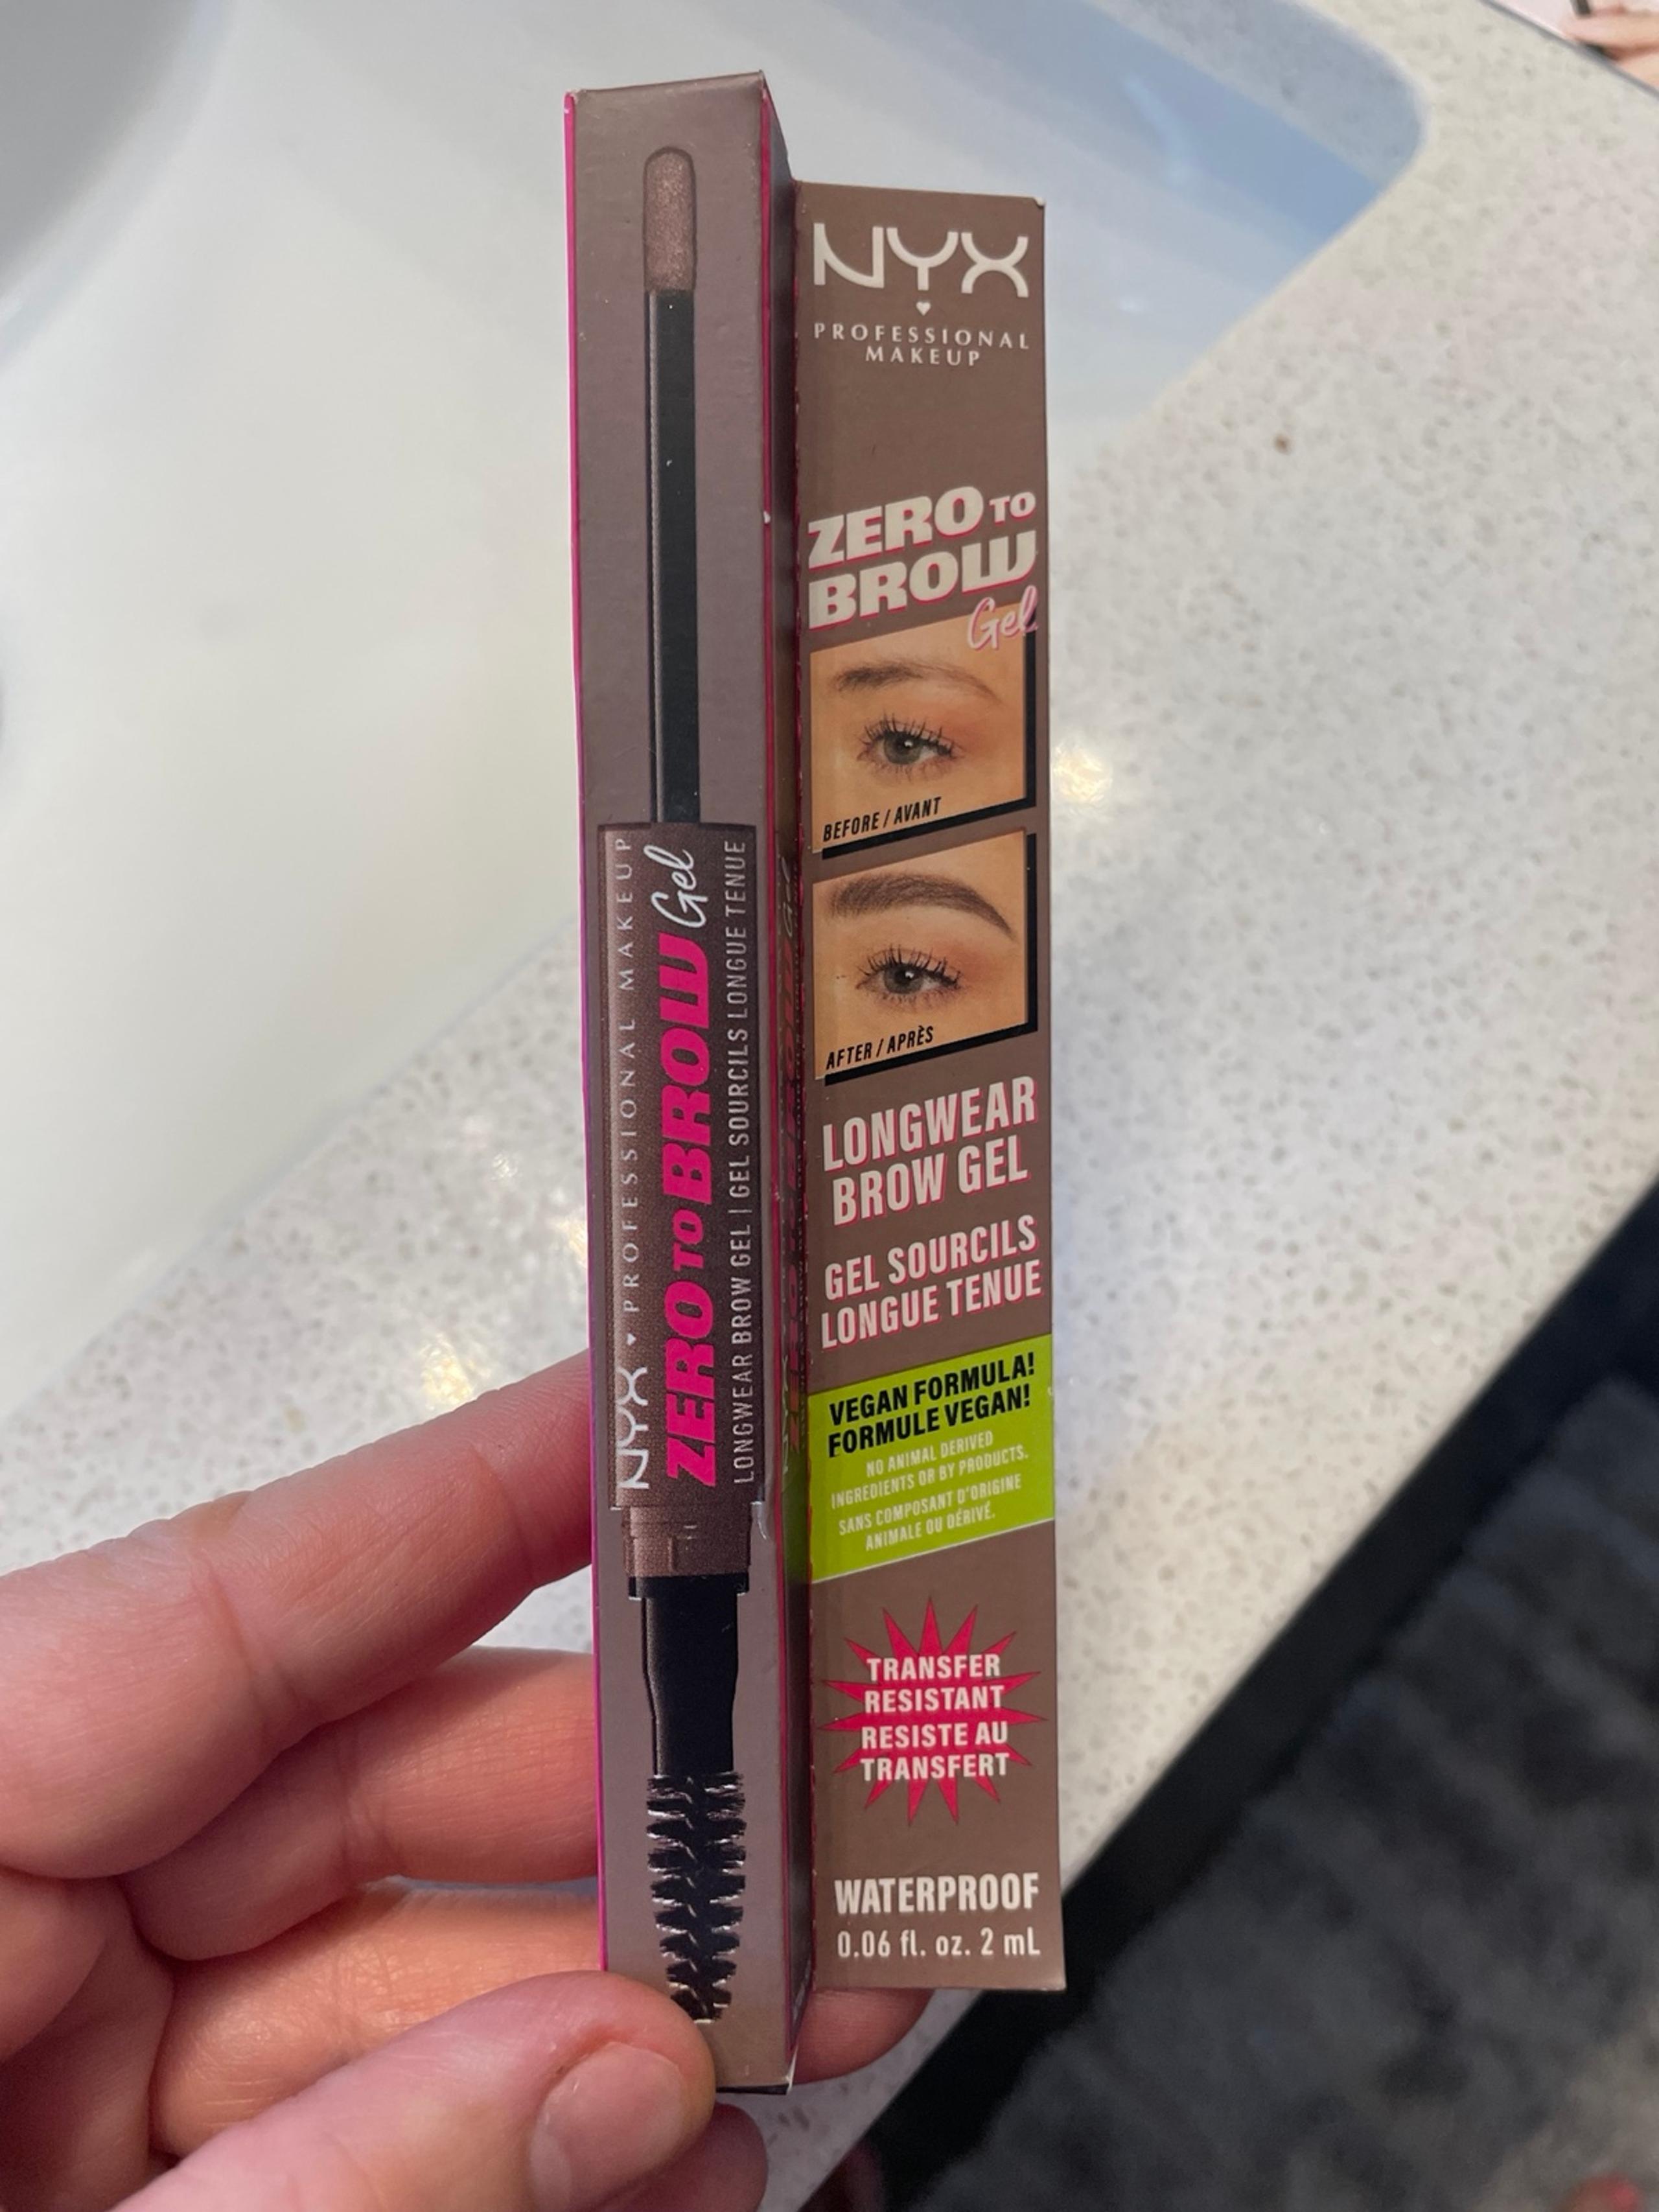 NYX PROFESSIONAL MAKEUP
ZERO TO BROW Gel
LONGWEAR BROW GEL | GEL SOURCILS LONGUE TENUE
NYX
PROFESSIONAL
MAKEUP
ZERO TO
BROW
Gel
BEFORE / AVANT
AFTER / APRÈS
LONGWEAR
BROW GEL
GEL SOURCILS
LONGUE TENUE
VEGAN FORMULA!
FORMULE VEGAN!
NO ANIMAL DERIVED
INGREDIENTS OR BY PRODUCTS.
SANS COMPOSANT D'ORIGINE
ANIMALE OU DÉRIVÉ.
TRANSFER
RESISTANT
RESISTE AU
TRANSFERT
WATERPROOF
0.06 fl. oz. 2 mL